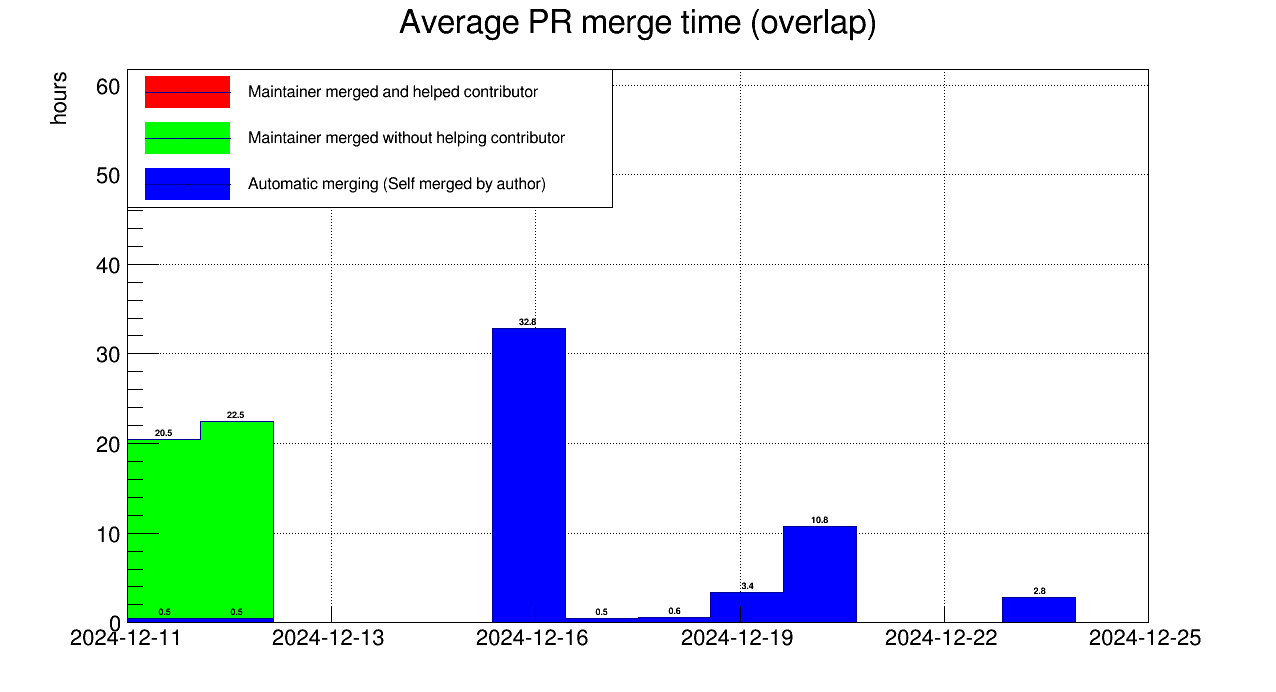 Average PR merge time (overlap)
hours
60
50
40
30
20
10
0
Maintainer merged and helped contributor
Maintainer merged without helping contributor
Automatic merging (Self merged by author)
32.8
22.5
20.5
10.8
3.4
2.8
0.5
0.5
0.5
0.6
2024-12-11 2024-12-13 2024-12-16 2024-12-19 2024-12-22 2024-12-25